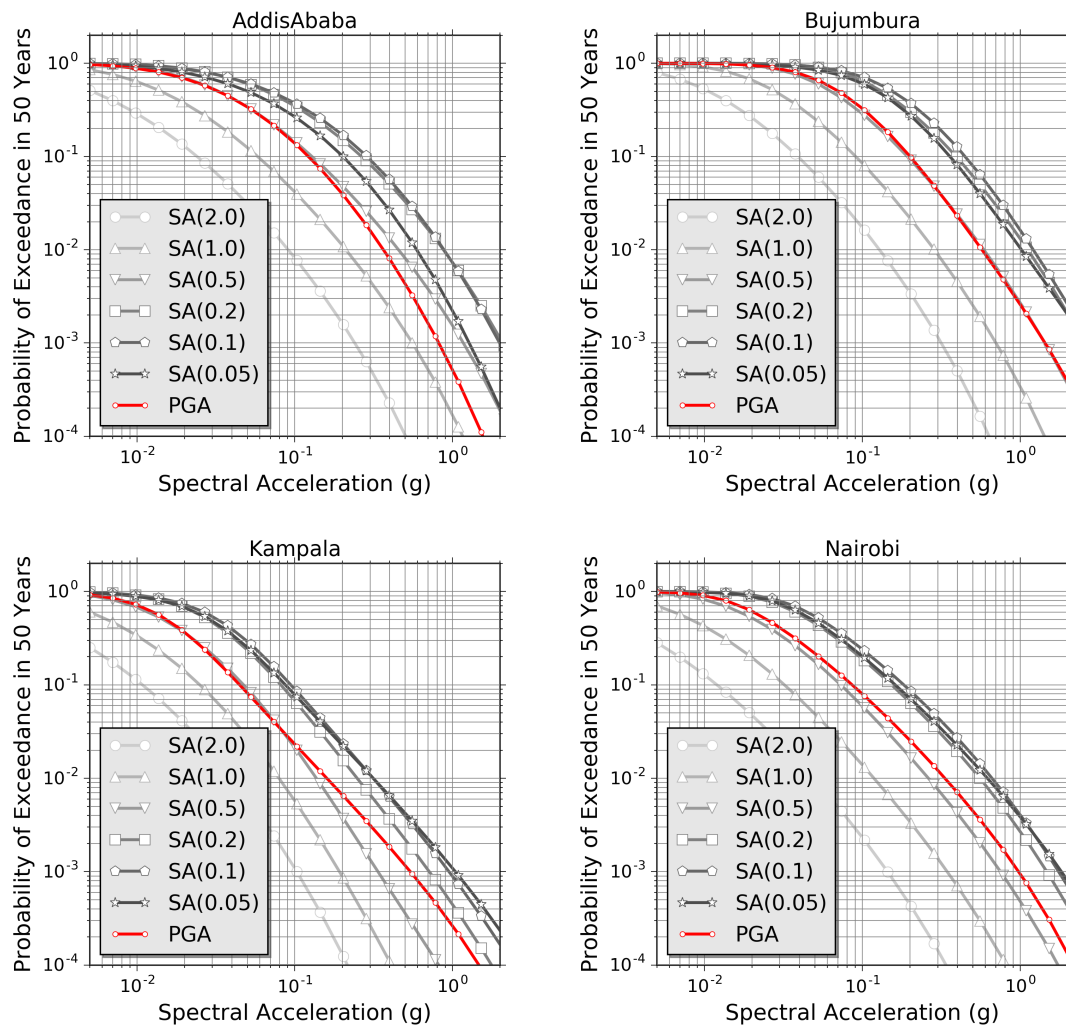 AddisAbaba
Probability of Exceedance in 50 Years
10^0
10^-1
10^-2
10^-3
10^-4
SA(2.0)
SA(1.0)
SA(0.5)
SA(0.2)
SA(0.1)
SA(0.05)
PGA
10^-2 10^-1 10^0
Spectral Acceleration (g)
Bujumbura
Probability of Exceedance in 50 Years
10^0
10^-1
10^-2
10^-3
10^-4
SA(2.0)
SA(1.0)
SA(0.5)
SA(0.2)
SA(0.1)
SA(0.05)
PGA
10^-2 10^-1 10^0
Spectral Acceleration (g)
Kampala
Probability of Exceedance in 50 Years
10^0
10^-1
10^-2
10^-3
10^-4
SA(2.0)
SA(1.0)
SA(0.5)
SA(0.2)
SA(0.1)
SA(0.05)
PGA
10^-2 10^-1 10^0
Spectral Acceleration (g)
Nairobi
Probability of Exceedance in 50 Years
10^0
10^-1
10^-2
10^-3
10^-4
SA(2.0)
SA(1.0)
SA(0.5)
SA(0.2)
SA(0.1)
SA(0.05)
PGA
10^-2 10^-1 10^0
Spectral Acceleration (g)